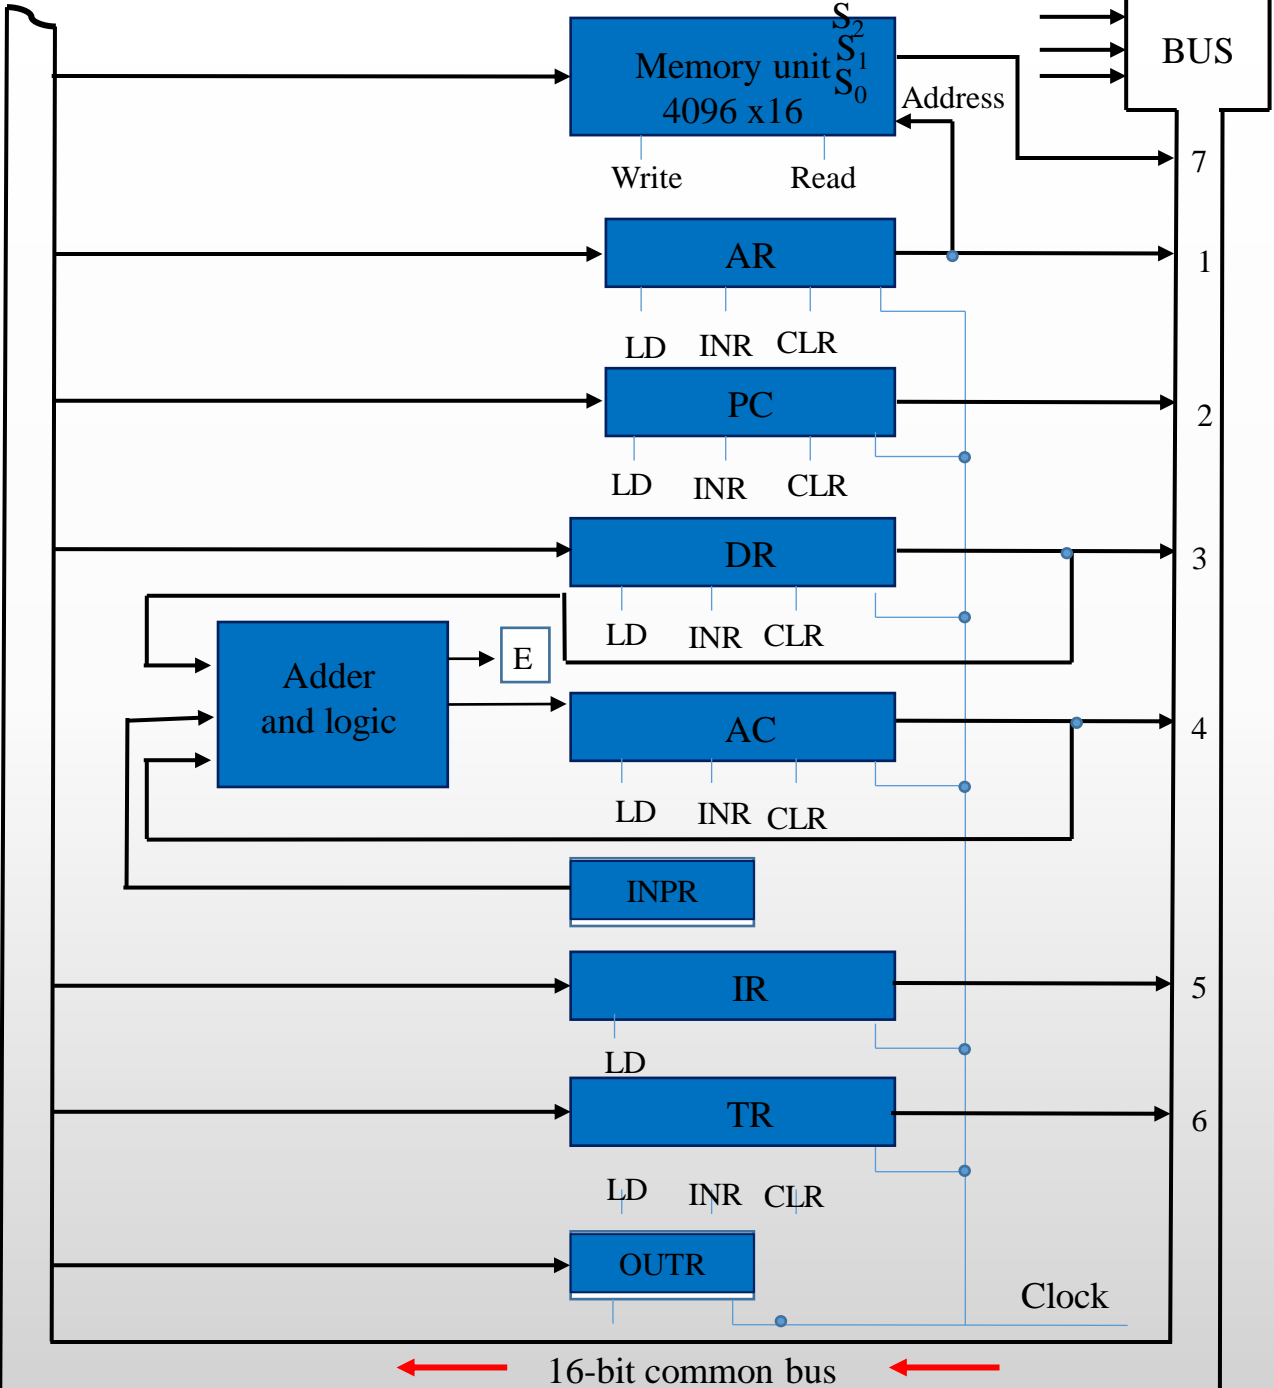 S2
S1
S0
BUS
Memory unit
4096 x16
Address
7
Write
Read
AR
1
LD
INR
CLR
PC
2
LD
INR
CLR
DR
3
LD
INR
CLR
E
Adder
and logic
AC
4
LD
INR
CLR
INPR
IR
5
LD
TR
6
LD
INR
CLR
OUTR
Clock
16-bit common bus